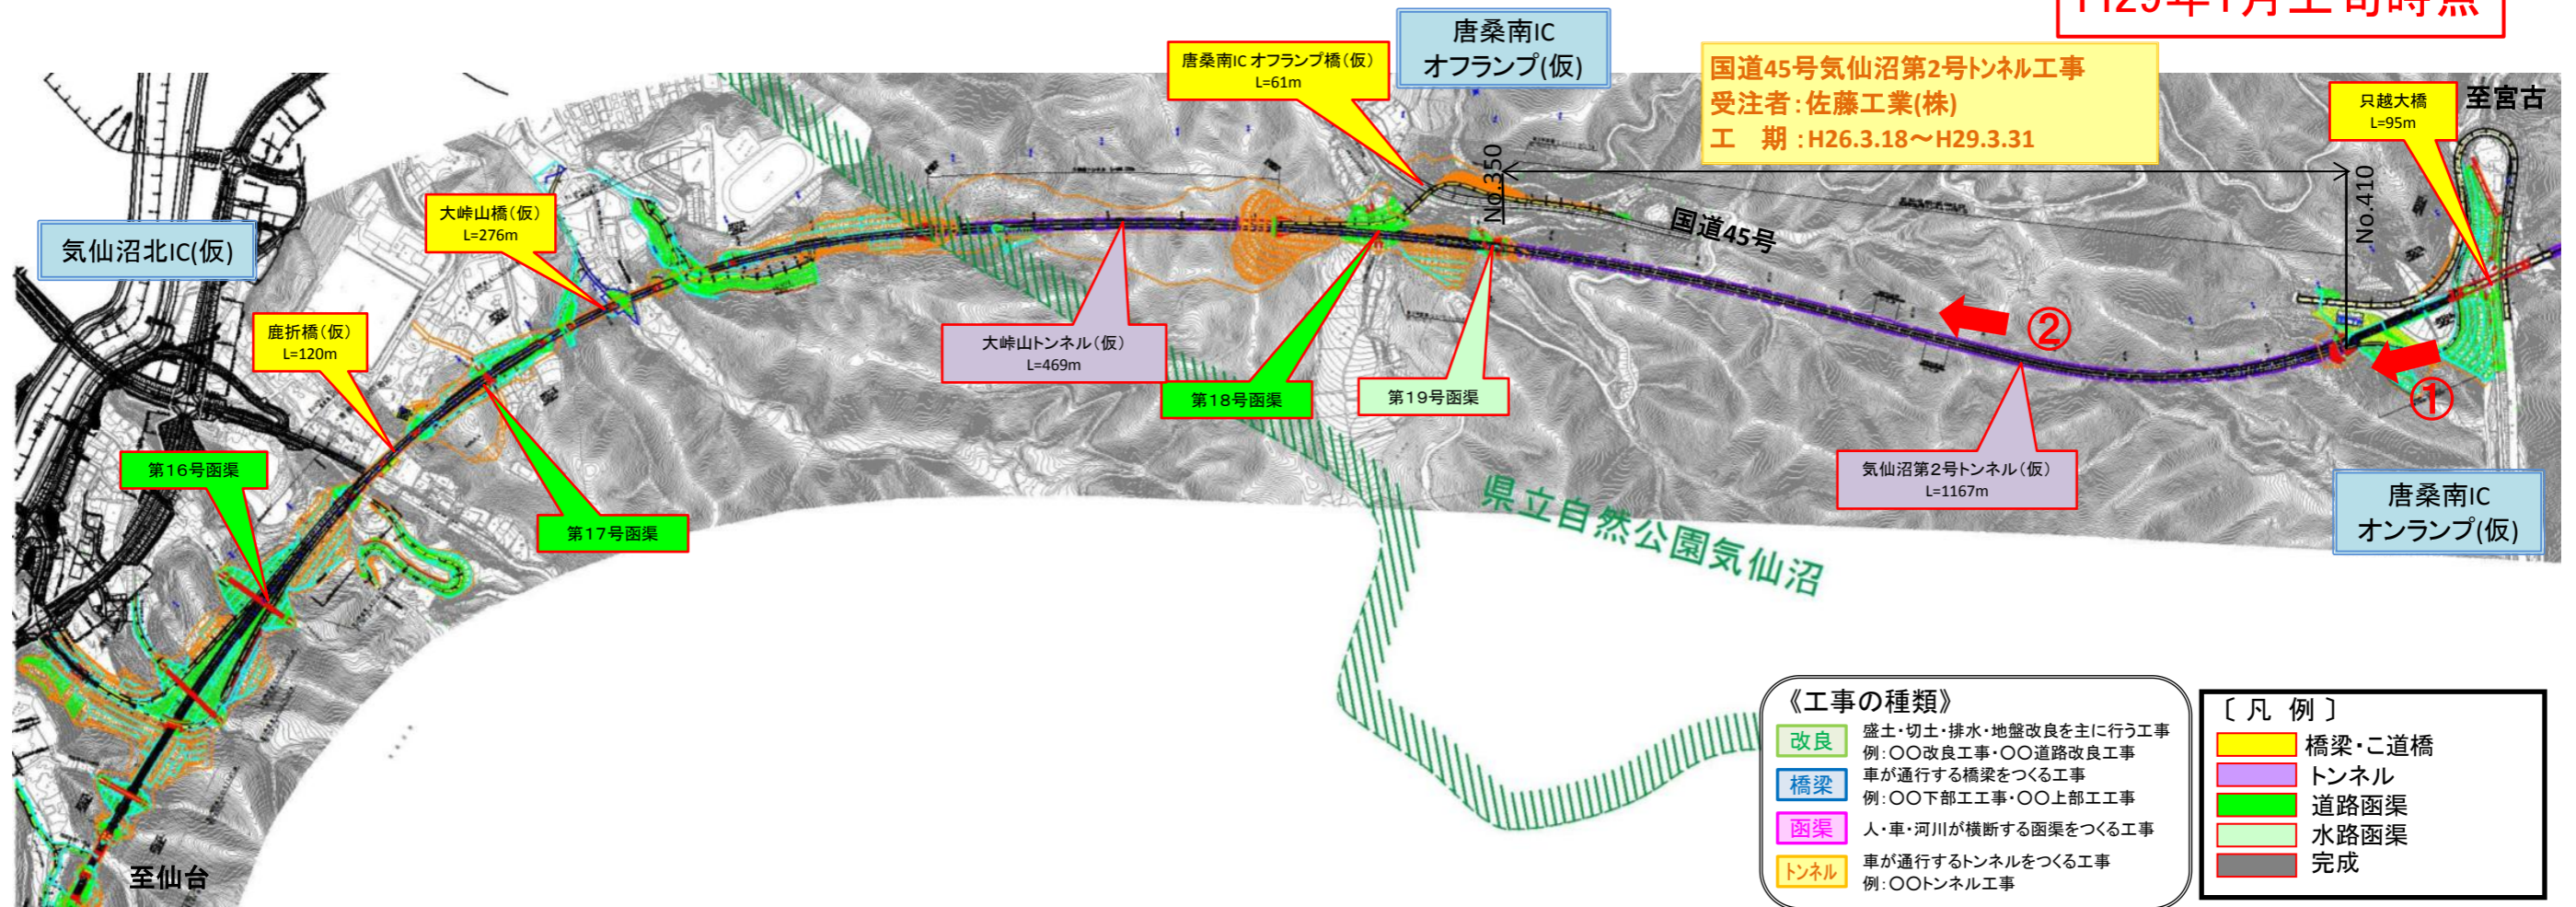 H29年1月上旬時点
唐桑南IC
オフランプ(仮)
唐桑南IC オフランプ橋(仮)
L=61m
国道45号気仙沼第2号トンネル工事
受注者:佐藤工業(株)
工 期:H26.3.18～H29.3.31
只越大橋
L=95m
至宮古
No.350
No.410
国道45号
大峠山橋(仮)
L=276m
気仙沼北IC(仮)
鹿折橋(仮)
L=120m
大峠山トンネル(仮)
L=469m
第18号函渠
第19号函渠
②
①
第16号函渠
第17号函渠
気仙沼第2号トンネル(仮)
L=1167m
唐桑南IC
オンランプ(仮)
県立自然公園気仙沼
至仙台
《工事の種類》
改良 盛土・切土・排水・地盤改良を主に行う工事
例:〇〇改良工事・〇〇道路改良工事
橋梁 車が通行する橋梁をつくる工事
例:〇〇下部工工事・〇〇上部工工事
函渠 人・車・河川が横断する函渠をつくる工事
トンネル 車が通行するトンネルをつくる工事
例:〇〇トンネル工事
〔 凡 例 〕
橋梁・こ道橋
トンネル
道路函渠
水路函渠
完成